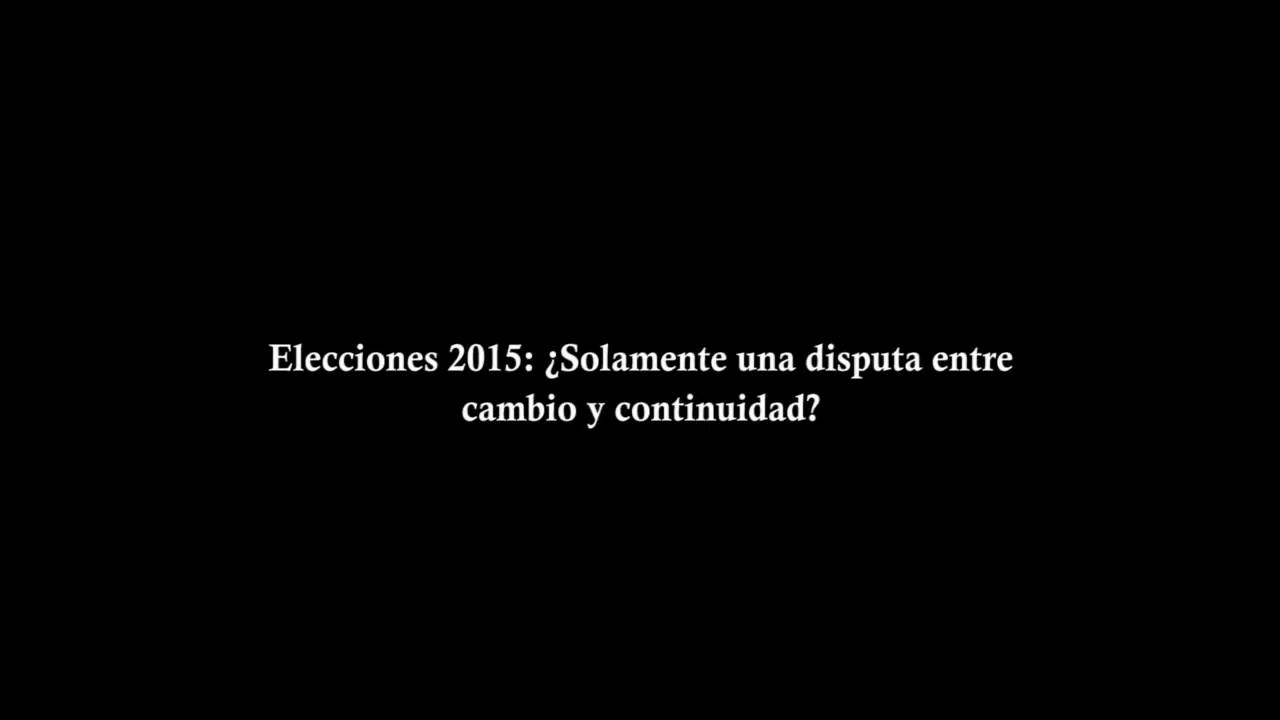 Elecciones 2015: ¿Solamente una disputa entre
cambio y continuidad?